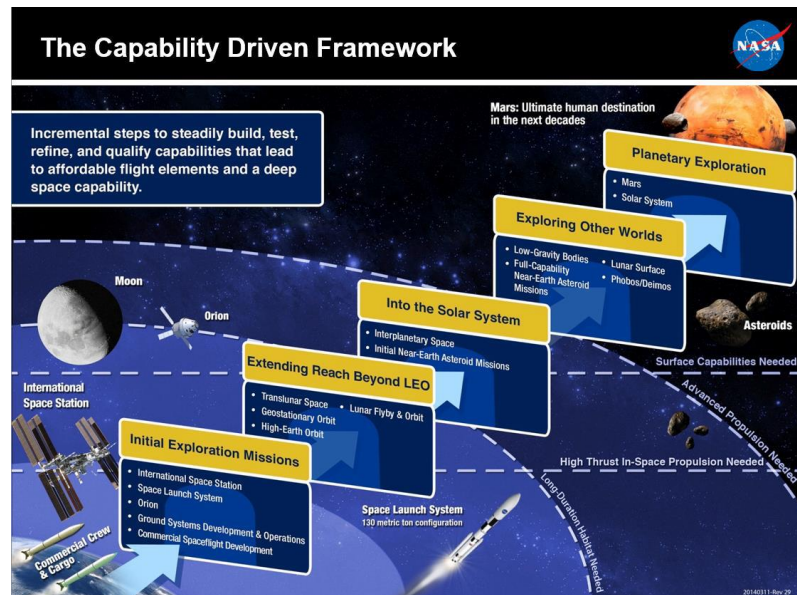 The Capability Driven Framework
NASA
Incremental steps to steadily build, test,
refine, and qualify capabilities that lead
to affordable flight elements and a deep
space capability.
Mars: Ultimate human destination
in the next decades
Planetary Exploration
• Mars
• Solar System
Exploring Other Worlds
• Low-Gravity Bodies
• Full-Capability
Near-Earth Asteroid
Missions
• Lunar Surface
• Phobos/Deimos
Into the Solar System
• Interplanetary Space
• Initial Near-Earth Asteroid Missions
Extending Reach Beyond LEO
• Translunar Space
• Geostationary Orbit
• High-Earth Orbit
• Lunar Flyby & Orbit
Initial Exploration Missions
• International Space Station
• Space Launch System
• Orion
• Ground Systems Development & Operations
• Commercial Spaceflight Development
Moon
Orion
International
Space Station
Commercial Crew
& Cargo
Space Launch System
130 metric ton configuration
Asteroids
Surface Capabilities Needed
Advanced Propulsion Needed
High Thrust In-Space Propulsion Needed
Long-Duration Habitat Needed
20140311-Rev 29